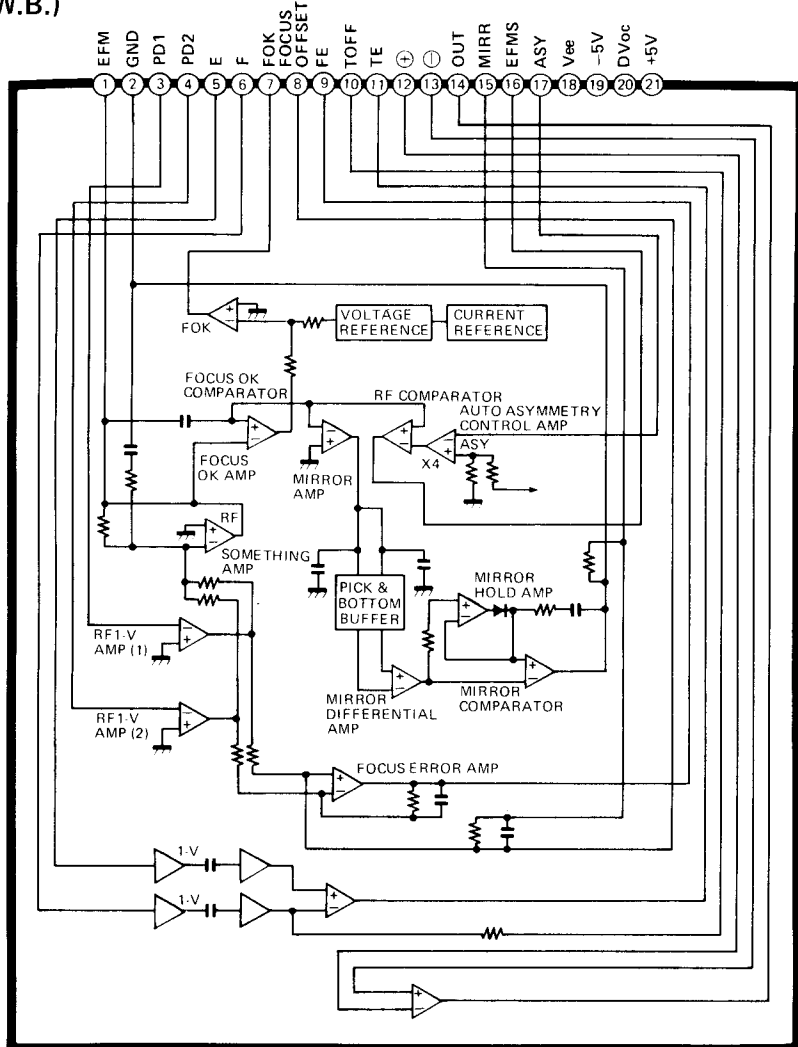 W.B.)
EFM
GND
PD1
PD2
E
F
FOK
FOCUS
OFFSET
FE
TOFF
TE
⊕
⊖
OUT
MIRR
EFMS
ASY
Vee
-5V
DVoc
+5V
1 2 3 4 5 6 7 8 9 10 11 12 13 14 15 16 17 18 19 20 21
FOK
VOLTAGE
REFERENCE
CURRENT
REFERENCE
FOCUS OK
COMPARATOR
FOCUS
OK AMP
MIRROR
AMP
RF COMPARATOR
AUTO ASYMMETRY
CONTROL AMP
ASY
X4
RF
SOMETHING
AMP
PICK &
BOTTOM
BUFFER
MIRROR
HOLD AMP
RF1-V
AMP (1)
MIRROR
DIFFERENTIAL
AMP
MIRROR
COMPARATOR
RF1-V
AMP (2)
FOCUS ERROR AMP
1-V
1-V